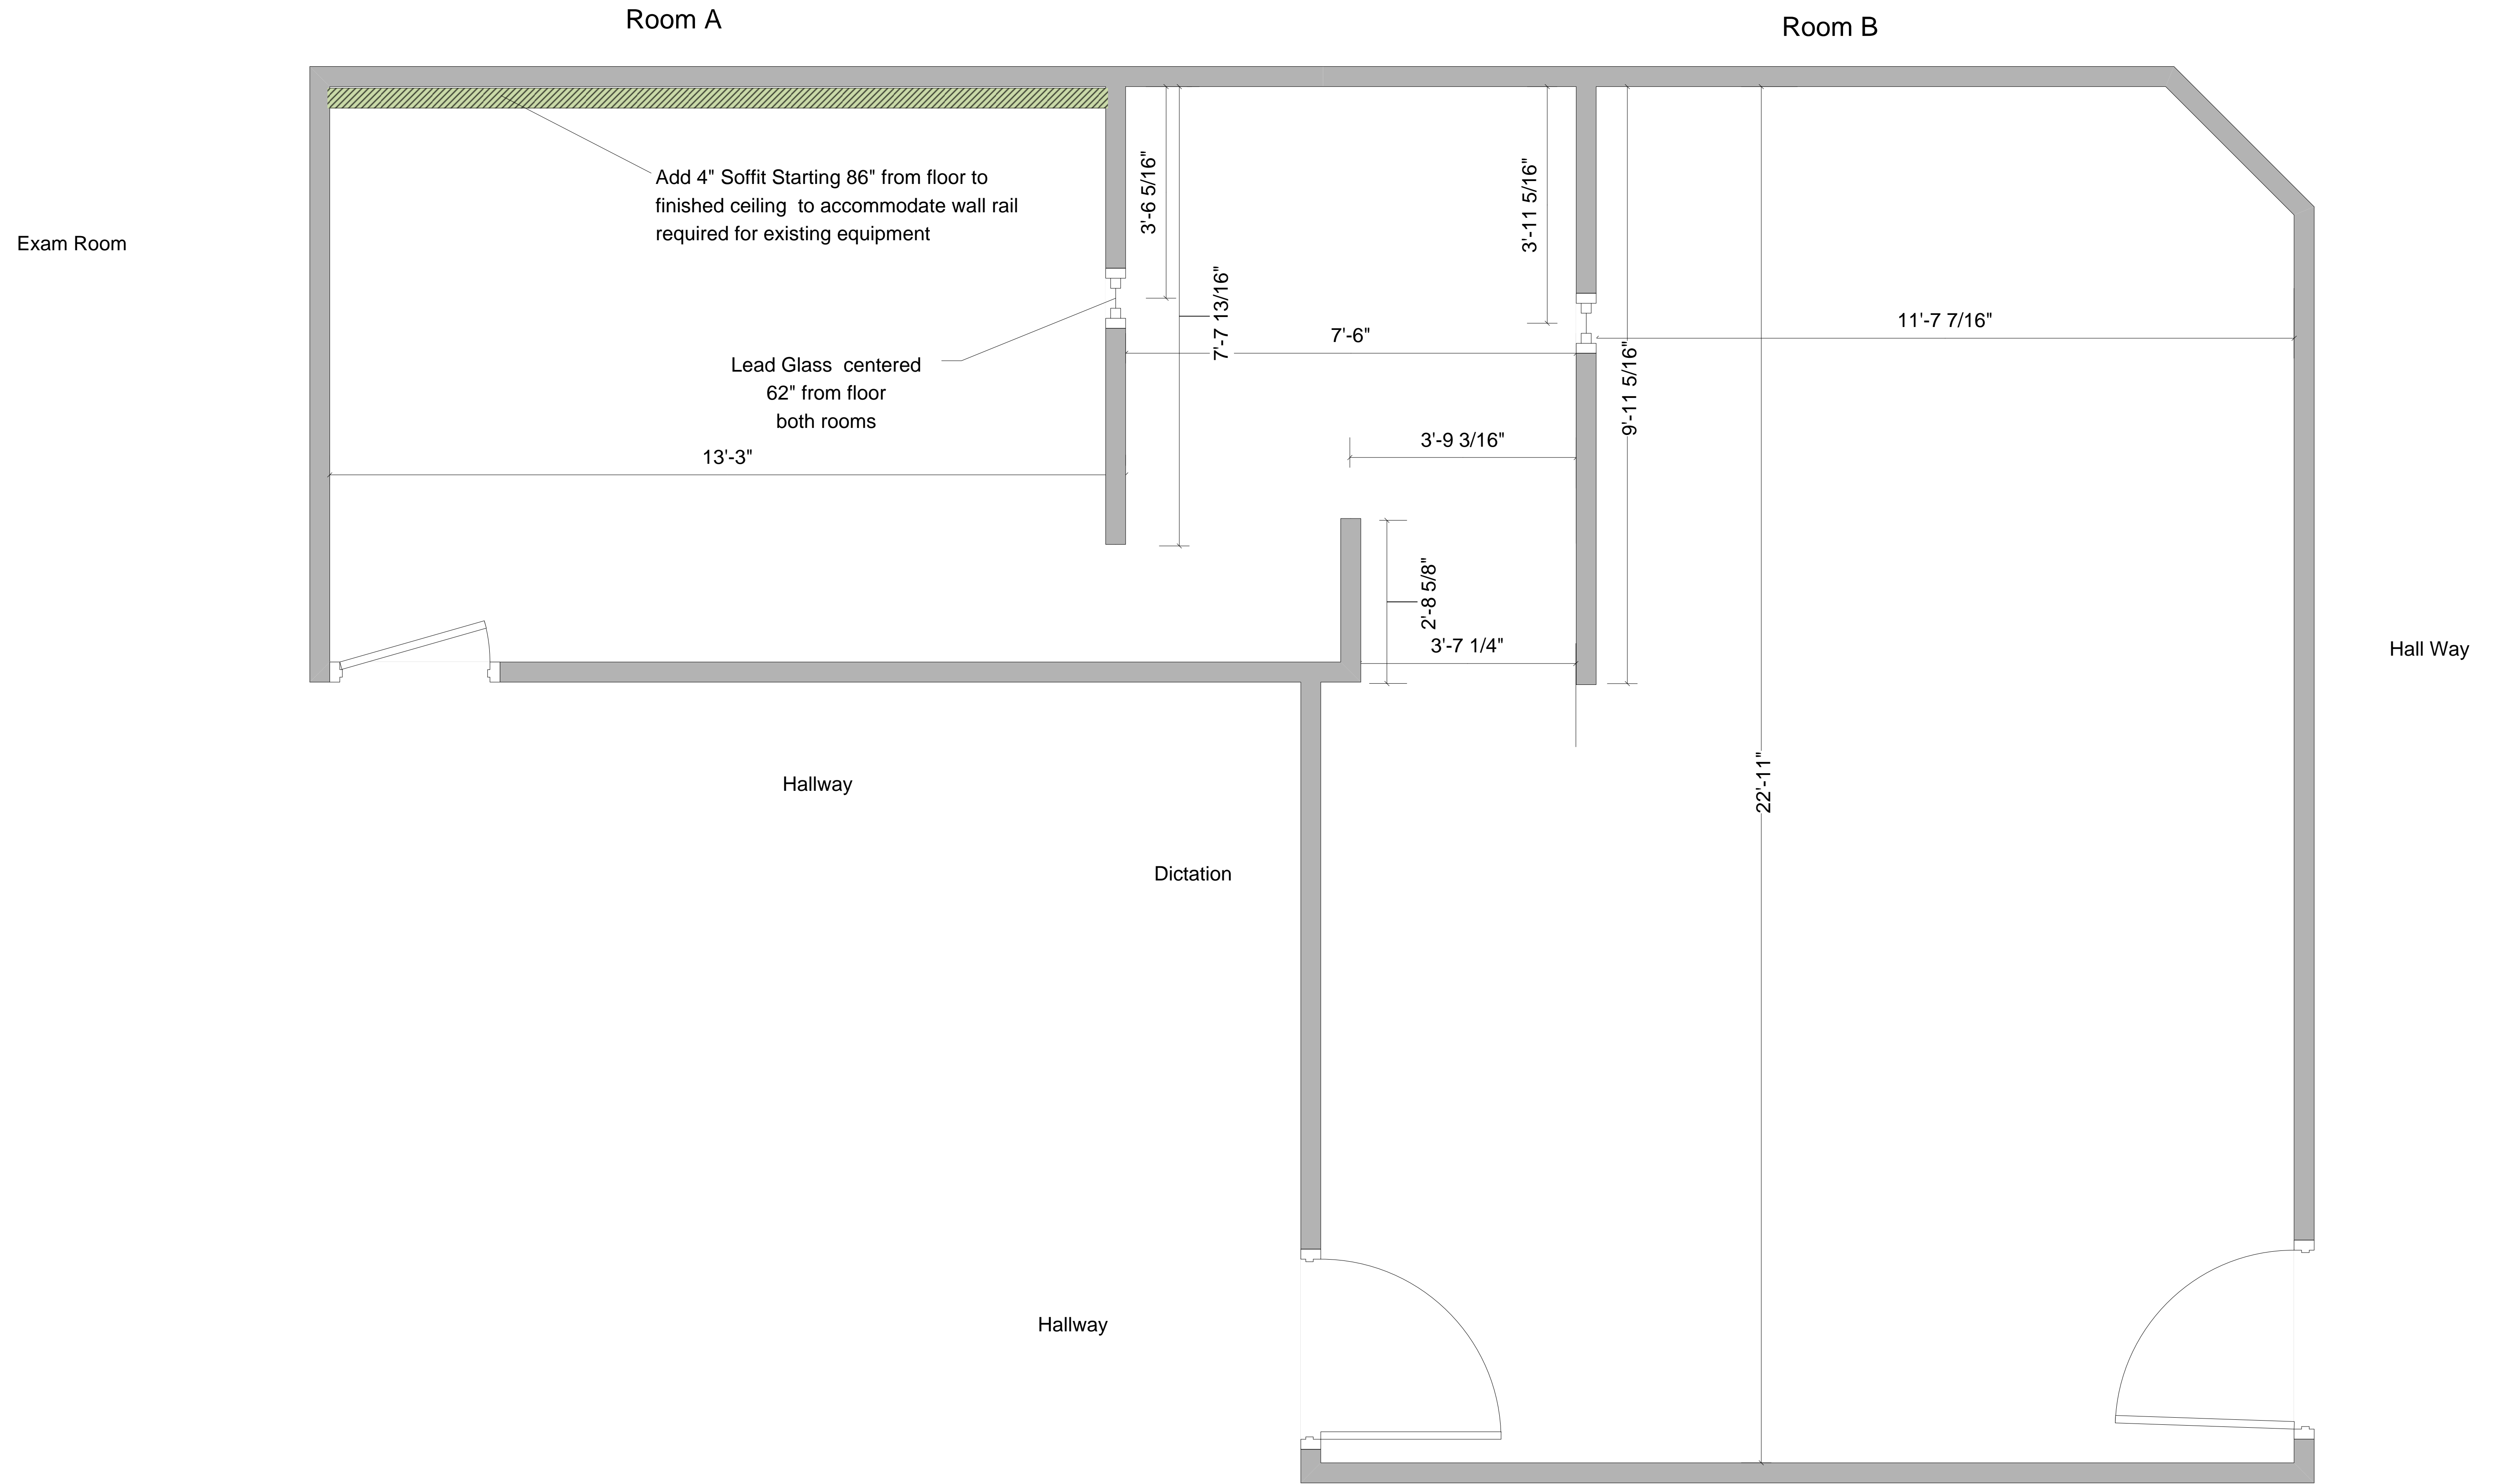 Room A
Room B
Add 4" Soffit Starting 86" from floor to
finished ceiling  to accommodate wall rail
required for existing equipment
Exam Room
3'-6 5/16"
7'-7 13/16"
3'-11 5/16"
7'-6"
11'-7 7/16"
9'-11 5/16"
Lead Glass  centered
62" from floor
both rooms
13'-3"
3'-9 3/16"
2'-8 5/8"
3'-7 1/4"
Hall Way
22'-11"
Hallway
Dictation
Hallway